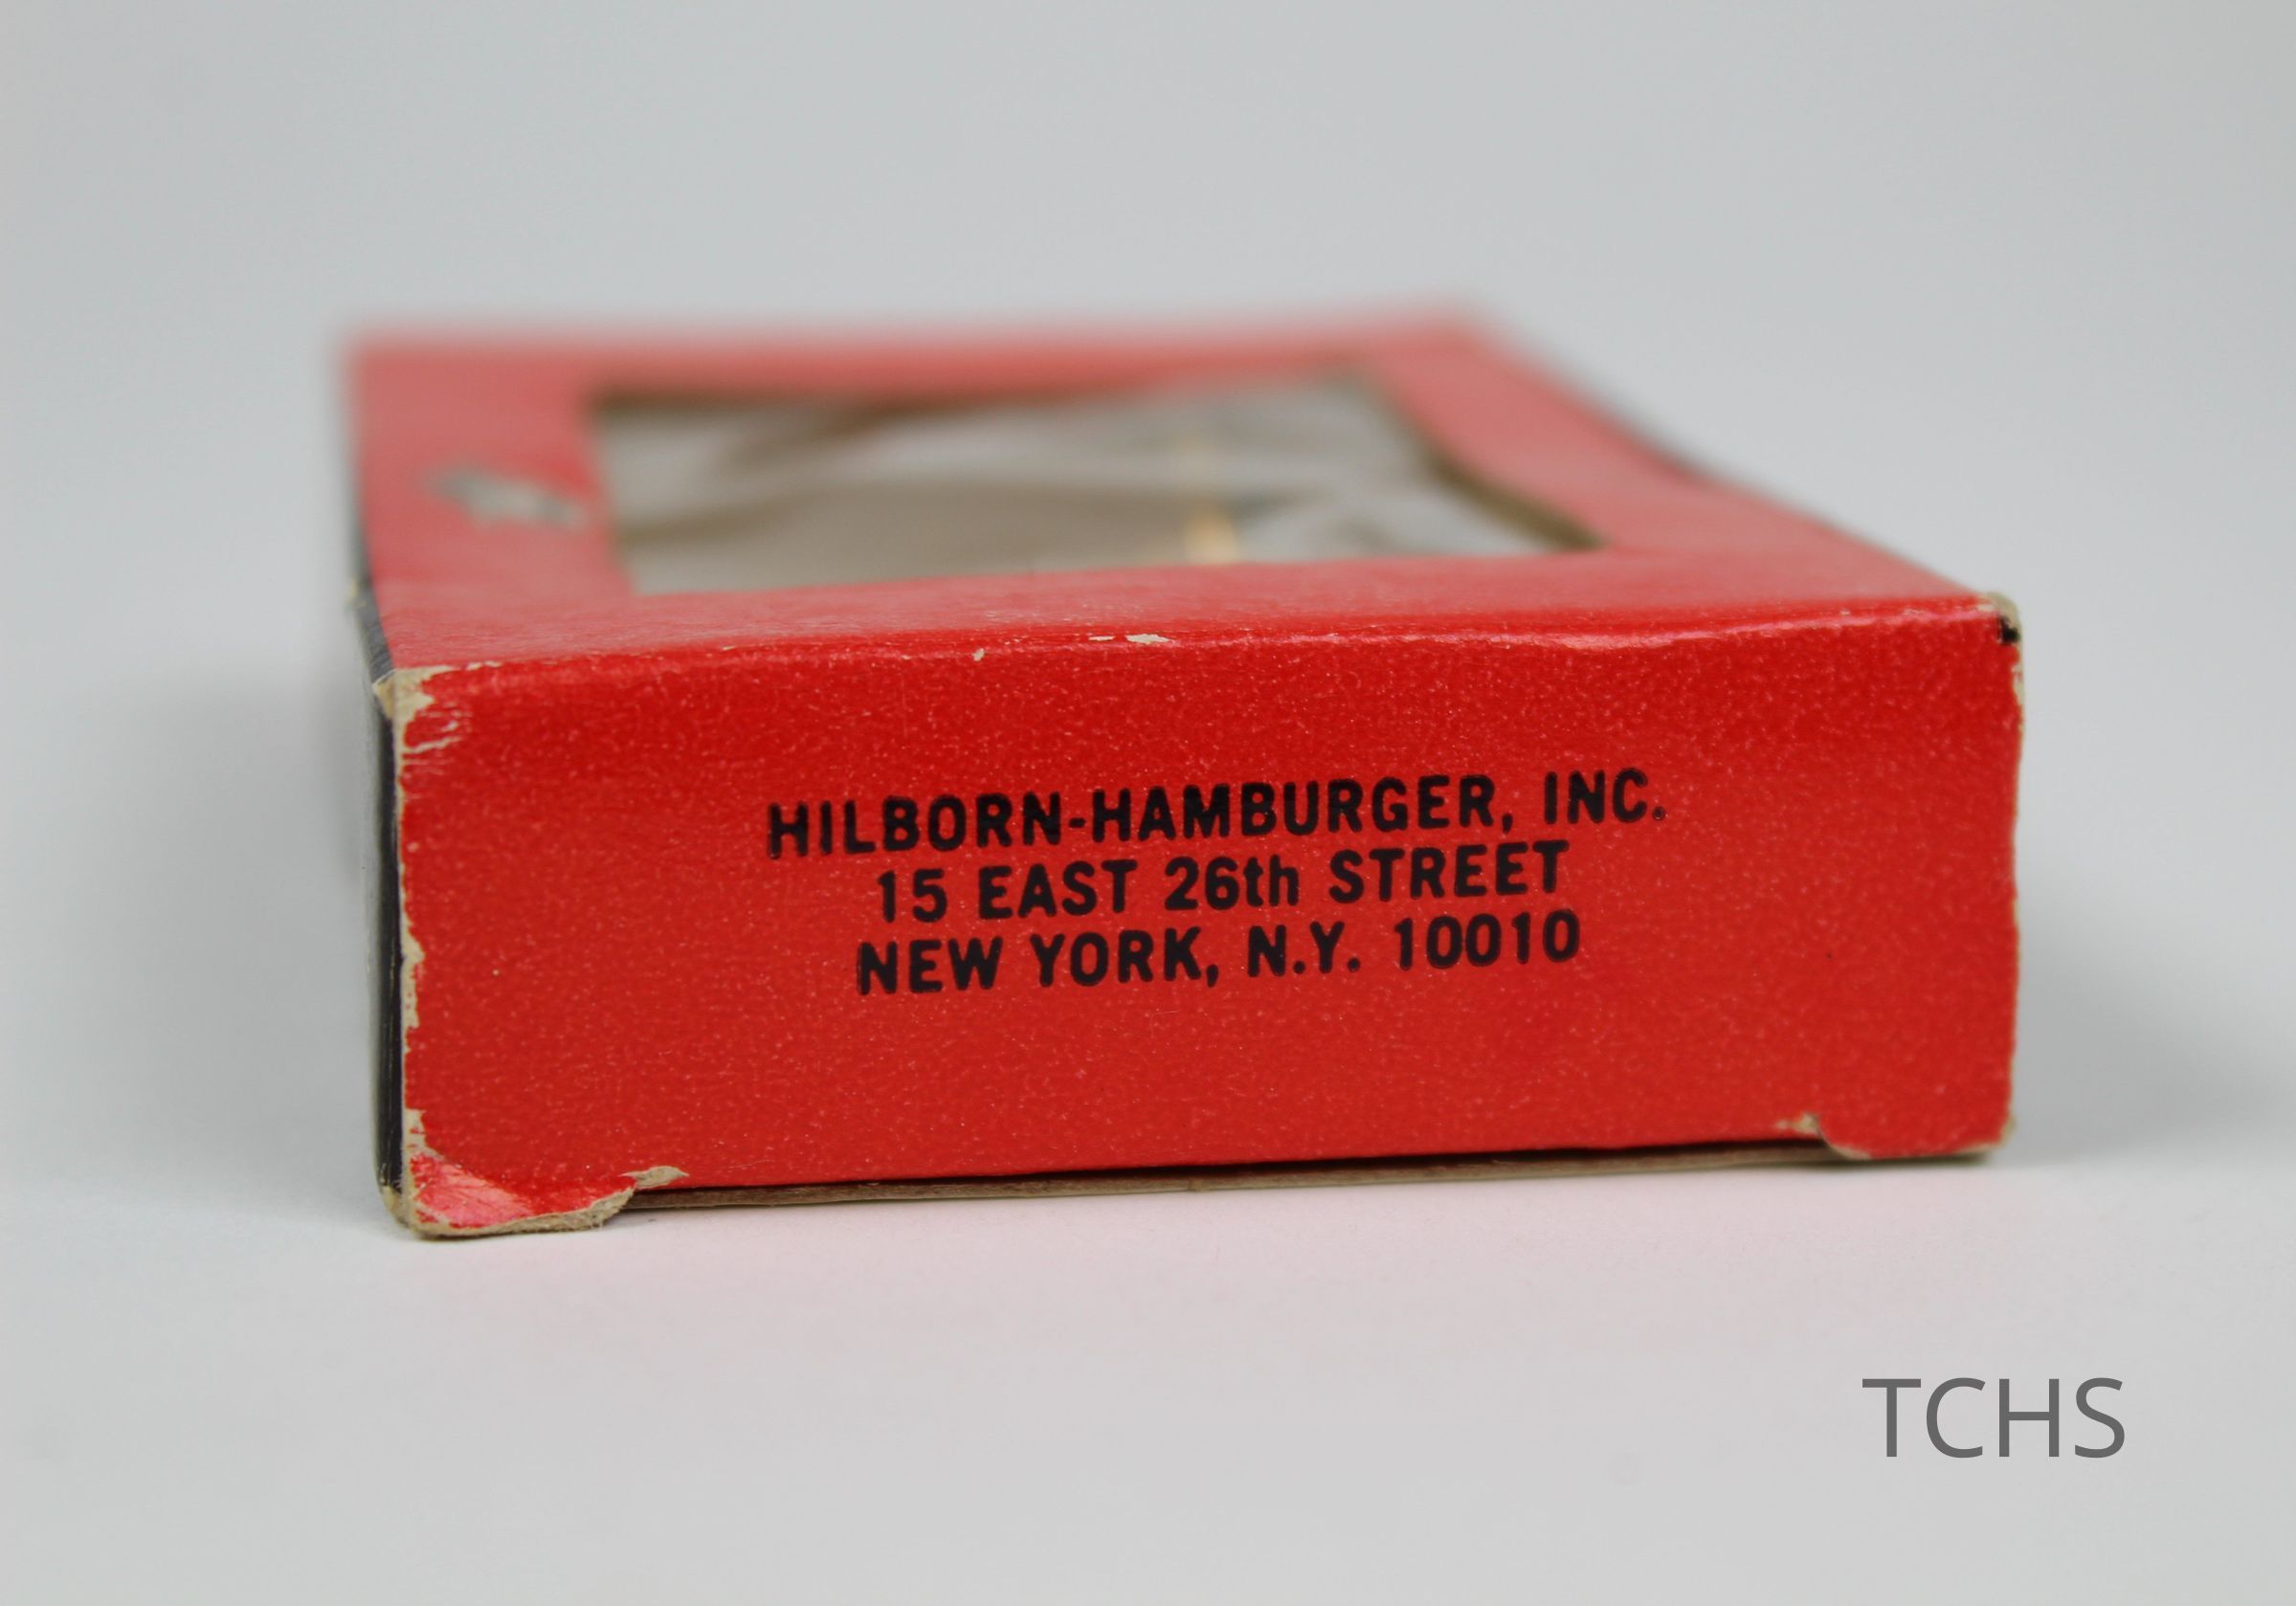 HILBORN-HAMBURGER, INC.
15 EAST 26th STREET
NEW YORK, N.Y. 10010
TCHS